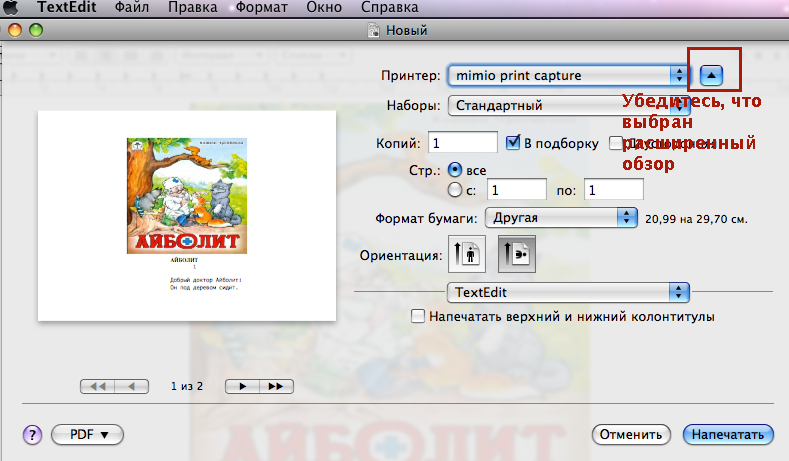 TextEdit Файл Правка Формат Окно Справка
Новый
Принтер: mimio print capture
Наборы: Стандартный
Убедитесь, что
выбран
расширенный
обзор
Копий: 1 В подборку
Стр.: все
с: 1 по: 1
Формат бумаги: Другая 20,99 на 29,70 см.
Ориентация:
TextEdit
Напечатать верхний и нижний колонтитулы
АЙБОЛИТ
АЙБОЛИТ
1
Добрый доктор Айболит!
Он под деревом сидит.
1 из 2
? PDF Отменить Напечатать
АЙБОЛИТ